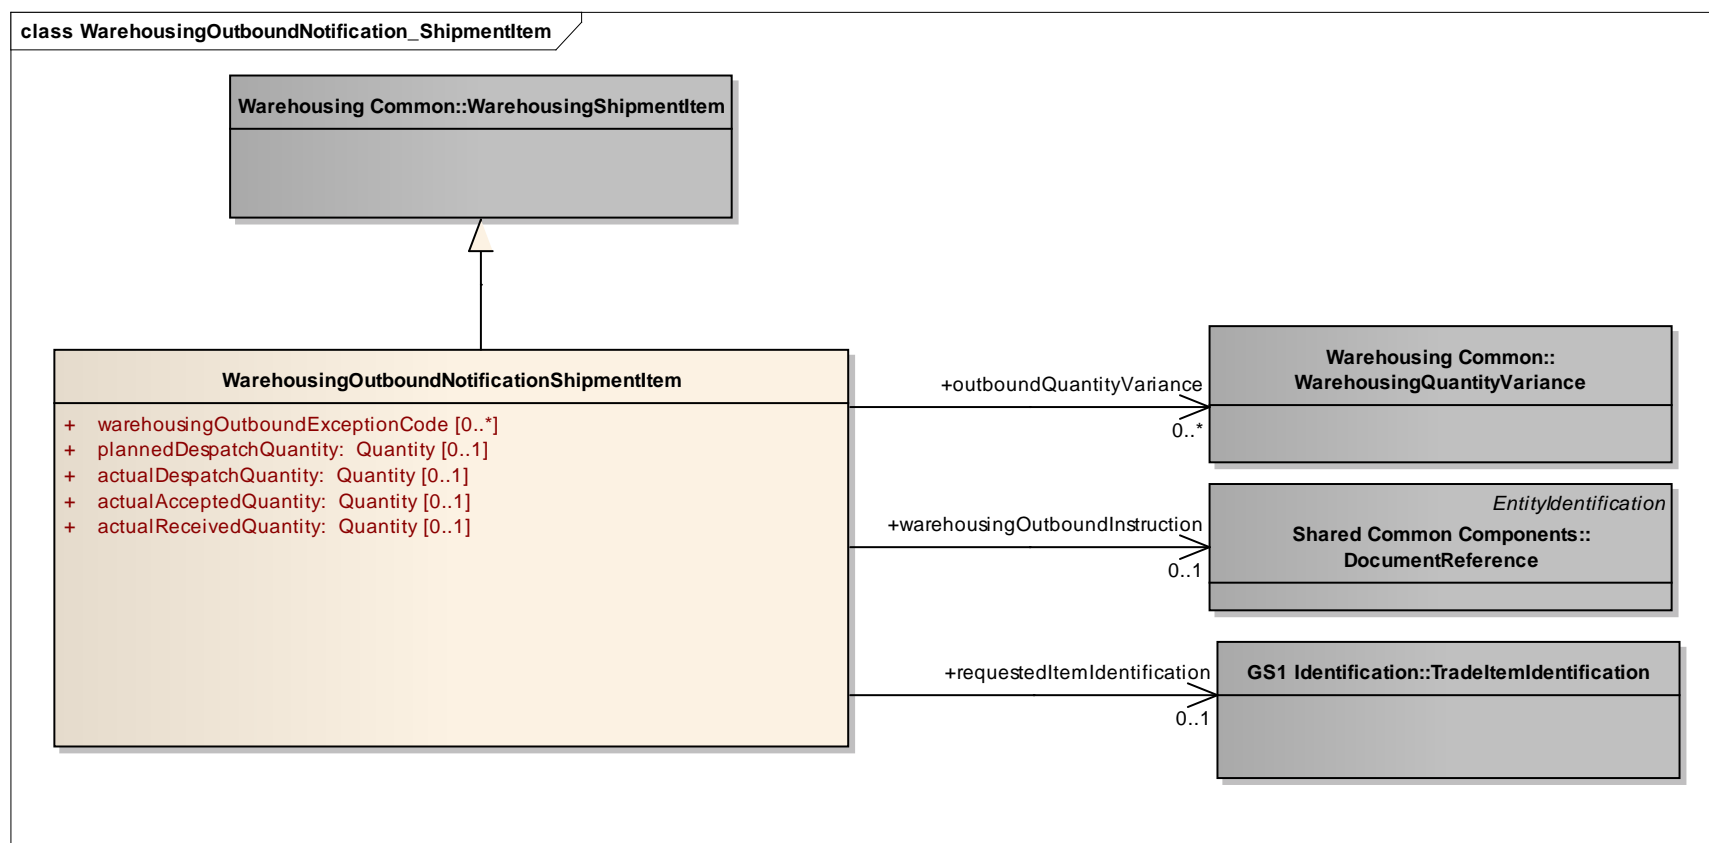 class WarehousingOutboundNotification_ShipmentItem
Warehousing Common::WarehousingShipmentItem
WarehousingOutboundNotificationShipmentItem
+ warehousingOutboundExceptionCode [0..*]
+ plannedDespatchQuantity: Quantity [0..1]
+ actualDespatchQuantity: Quantity [0..1]
+ actualAcceptedQuantity: Quantity [0..1]
+ actualReceivedQuantity: Quantity [0..1]
+outboundQuantityVariance
0..*
Warehousing Common::
WarehousingQuantityVariance
+warehousingOutboundInstruction
0..1
EntityIdentification
Shared Common Components::
DocumentReference
+requestedItemIdentification
0..1
GS1 Identification::TradeItemIdentification